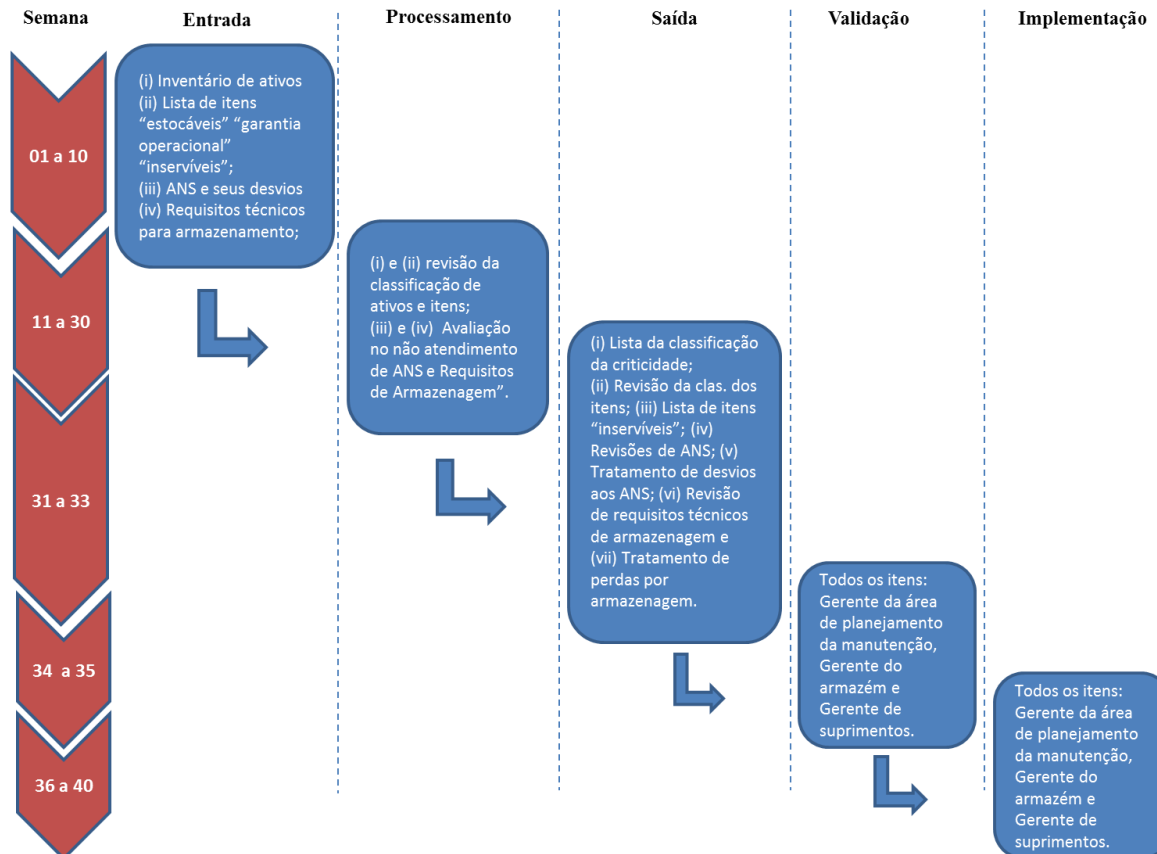 Semana
Entrada
Processamento
Saída
Validação
Implementação
01 a 10
11 a 30
31 a 33
34 a 35
36 a 40
(i) Inventário de ativos
(ii) Lista de itens
“estocáveis” “garantia
operacional”
“inservíveis”;
(iii) ANS e seus desvios
(iv) Requisitos técnicos
para armazenamento;
(i) e (ii) revisão da
classificação de
ativos e itens;
(iii) e (iv) Avaliação
no não atendimento
de ANS e Requisitos
de Armazenagem”.
(i) Lista da classificação
da criticidade;
(ii) Revisão da clas. dos
itens; (iii) Lista de itens
“inservíveis”; (iv)
Revisões de ANS; (v)
Tratamento de desvios
aos ANS; (vi) Revisão
de requisitos técnicos
de armazenagem e
(vii) Tratamento de
perdas por
armazenagem.
Todos os itens:
Gerente da área
de planejamento
da manutenção,
Gerente do
armazém e
Gerente de
suprimentos.
Todos os itens:
Gerente da área
de planejamento
da manutenção,
Gerente do
armazém e
Gerente de
suprimentos.